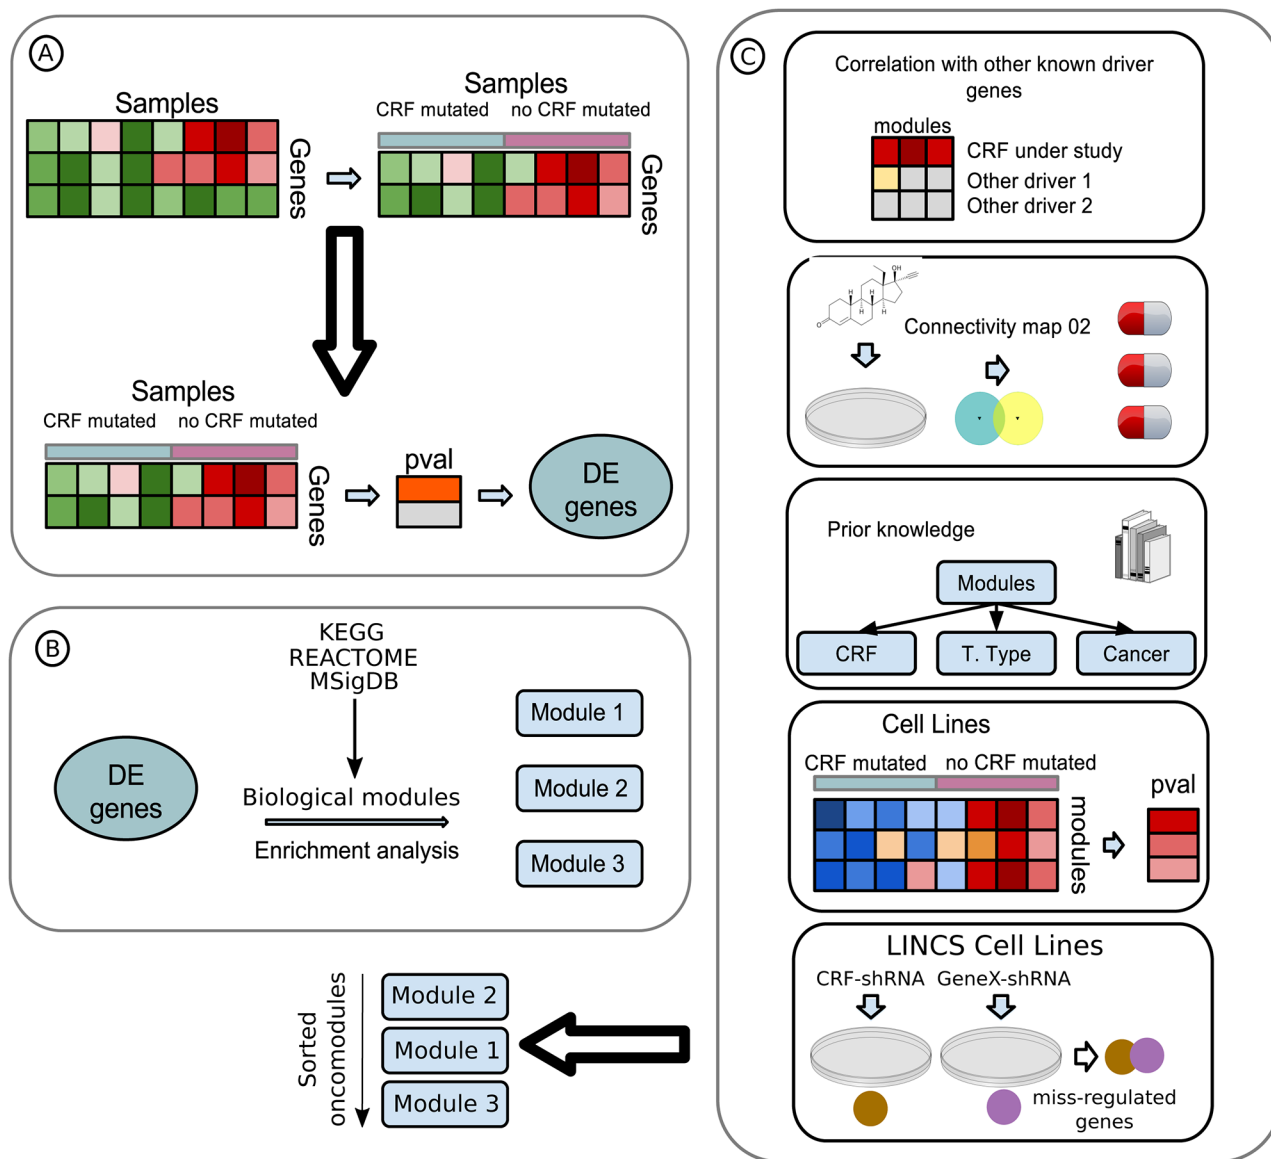 A
Samples
Genes
Samples
CRF mutated no CRF mutated
Genes
Samples
CRF mutated no CRF mutated
Genes
pval
DE
genes
B
KEGG
REACTOME
MSigDB
DE
genes
Biological modules
Enrichment analysis
Module 1
Module 2
Module 3
Sorted
oncomodules
Module 2
Module 1
Module 3
C
Correlation with other known driver
genes
modules
CRF under study
Other driver 1
Other driver 2
OH
H
H
H
H
O
Connectivity map 02
Prior knowledge
Modules
CRF
T. Type
Cancer
Cell Lines
CRF mutated no CRF mutated
modules
pval
LINCS Cell Lines
CRF-shRNA GeneX-shRNA
miss-regulated
genes